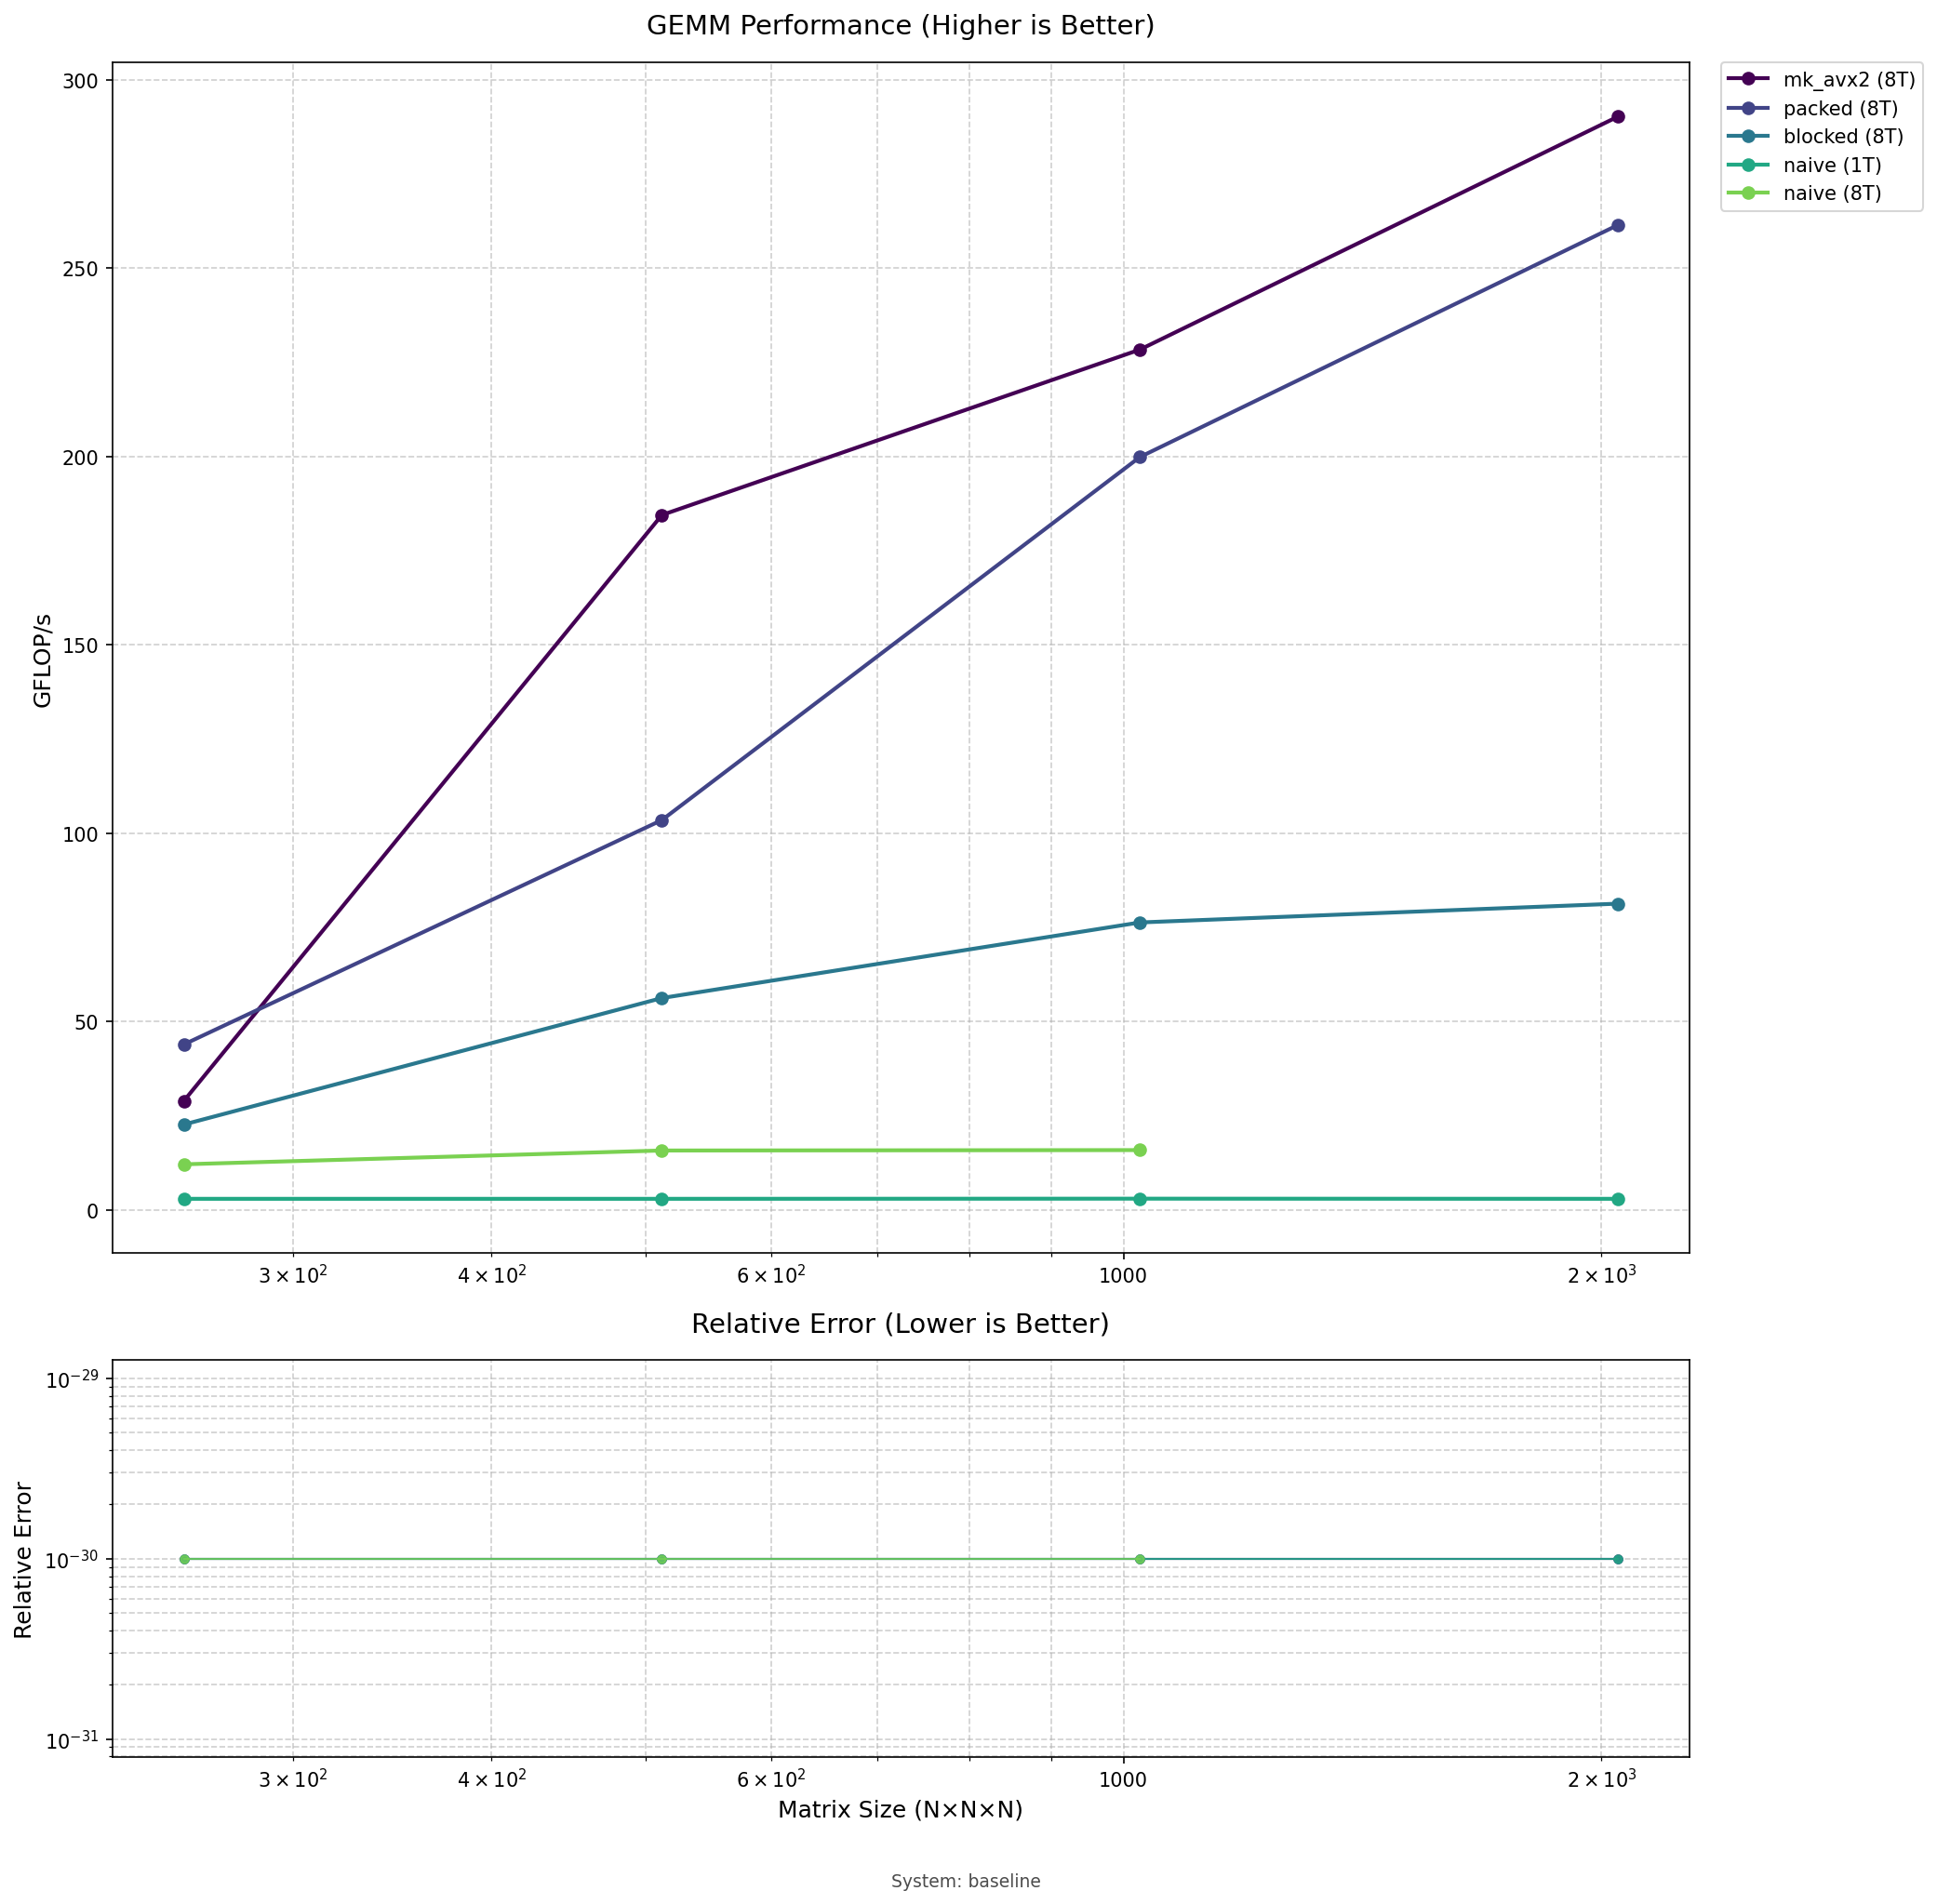 GEMM Performance (Higher is Better)
mk_avx2 (8T)
packed (8T)
blocked (8T)
naive (1T)
naive (8T)
GFLOP/s
300
250
200
150
100
50
0
3 × 10²
4 × 10²
6 × 10²
1000
2 × 10³
Relative Error (Lower is Better)
Relative Error
10⁻²⁹
10⁻³⁰
10⁻³¹
3 × 10²
4 × 10²
6 × 10²
1000
2 × 10³
Matrix Size (N×N×N)
System: baseline